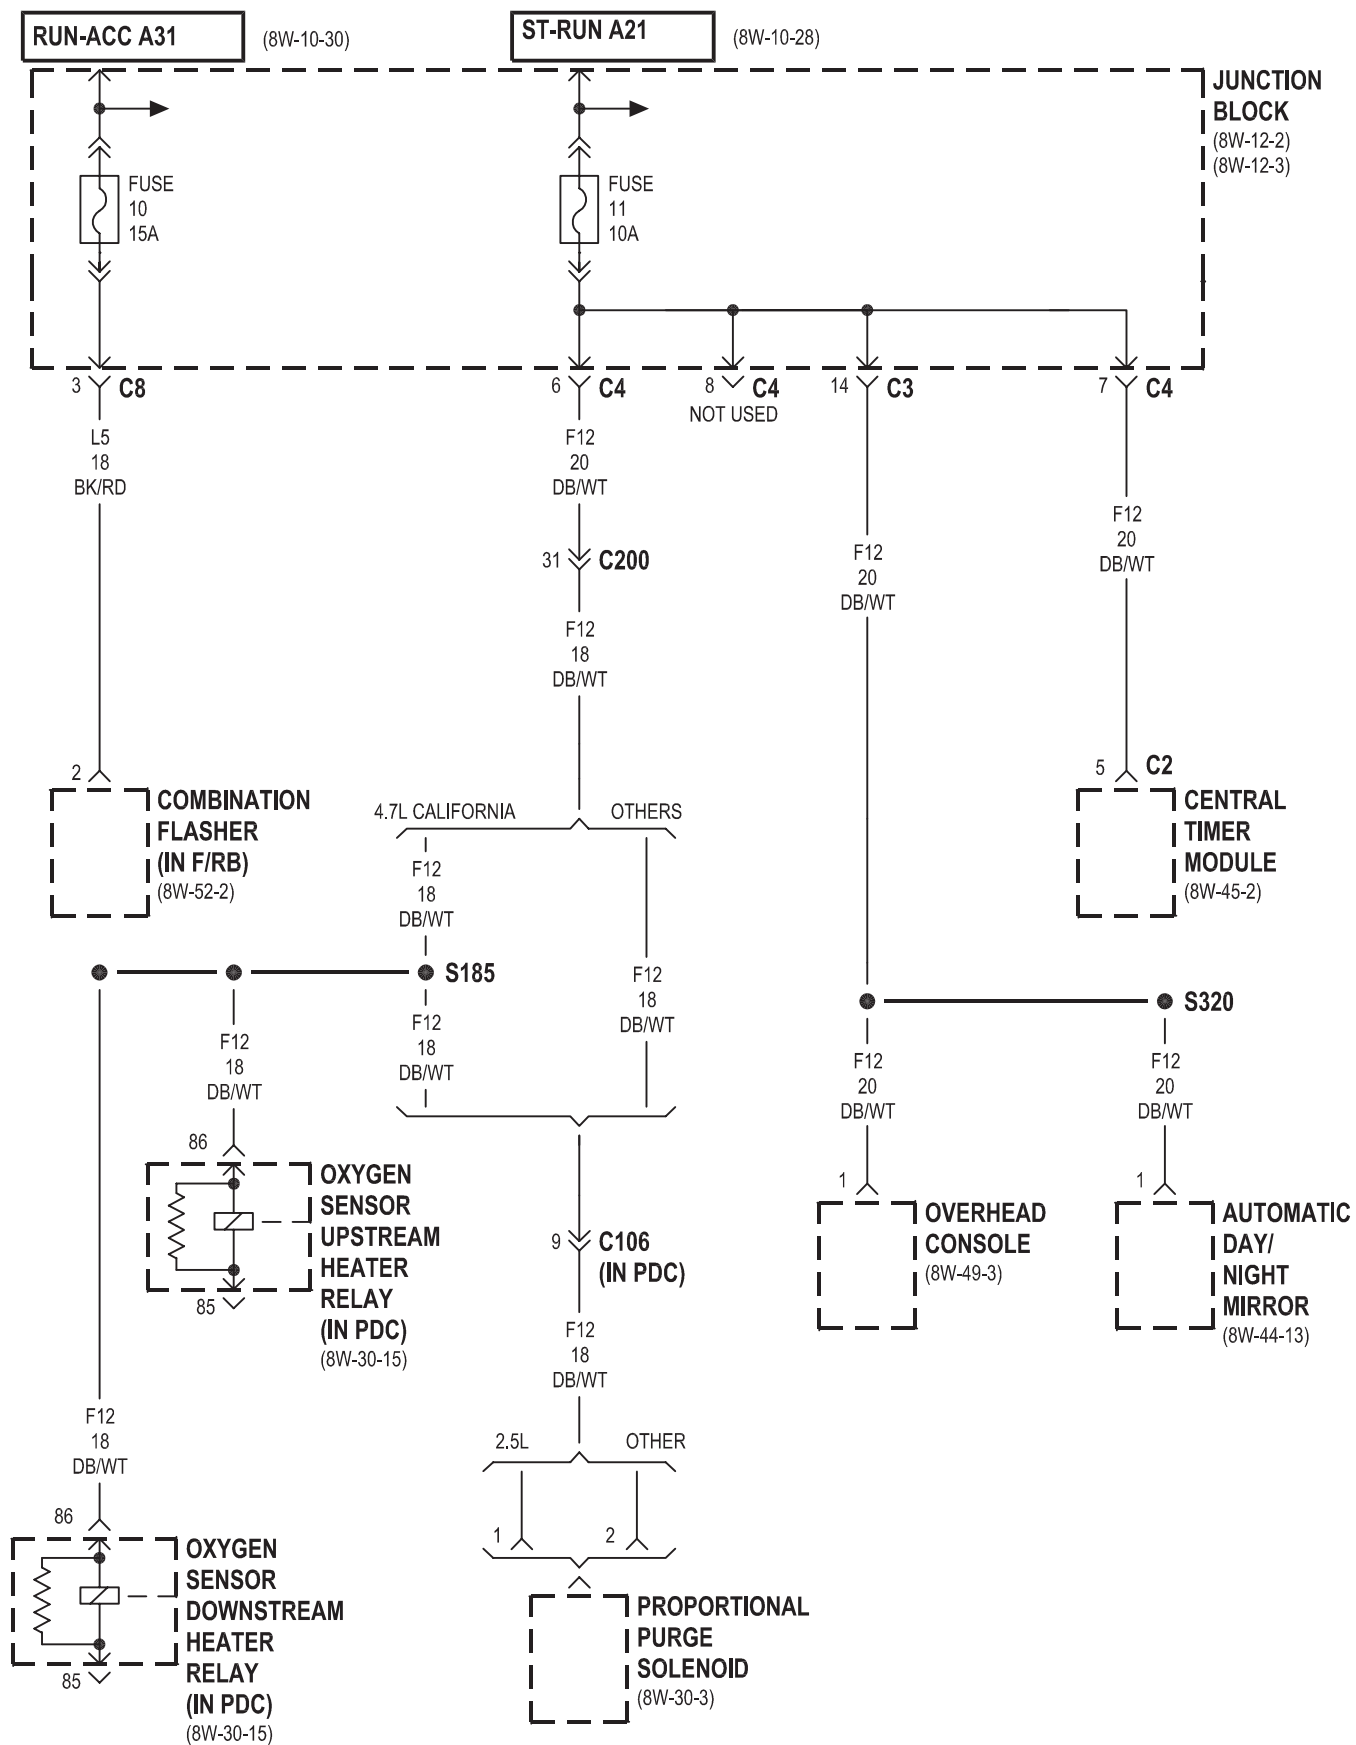 RUN-ACC A31
(8W-10-30)
ST-RUN A21
(8W-10-28)
JUNCTION
BLOCK
(8W-12-2)
(8W-12-3)
FUSE
10
15A
FUSE
11
10A
3
C8
6
C4
8
C4
NOT USED
14
C3
7
C4
L5
18
BK/RD
F12
20
DB/WT
F12
20
DB/WT
F12
20
DB/WT
31
C200
F12
18
DB/WT
2
COMBINATION
FLASHER
(IN F/RB)
(8W-52-2)
5
C2
CENTRAL
TIMER
MODULE
(8W-45-2)
4.7L CALIFORNIA
OTHERS
F12
18
DB/WT
S185
F12
18
DB/WT
F12
18
DB/WT
F12
18
DB/WT
S320
F12
20
DB/WT
F12
20
DB/WT
86
OXYGEN
SENSOR
UPSTREAM
HEATER
RELAY
(IN PDC)
(8W-30-15)
85
9
C106
(IN PDC)
1
OVERHEAD
CONSOLE
(8W-49-3)
1
AUTOMATIC
DAY/
NIGHT
MIRROR
(8W-44-13)
F12
18
DB/WT
F12
18
DB/WT
2.5L
OTHER
1
2
86
OXYGEN
SENSOR
DOWNSTREAM
HEATER
RELAY
(IN PDC)
(8W-30-15)
85
PROPORTIONAL
PURGE
SOLENOID
(8W-30-3)